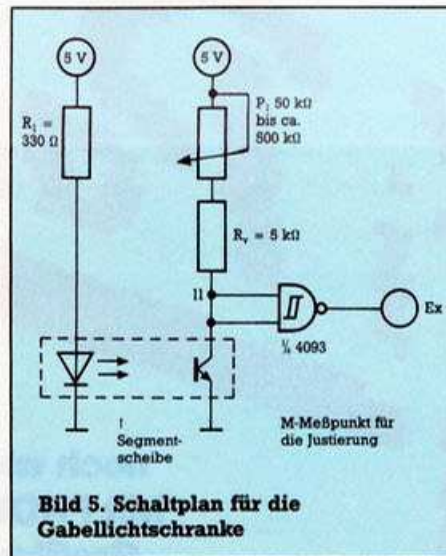 5 V
5 V
R₁ =
330 Ω
P: 50 kΩ
bis ca.
500 kΩ
Rᵥ = 5 kΩ
11
Ex
¼ 4093
↑
Segment-
scheibe
M-Meßpunkt für
die Justierung
Bild 5. Schaltplan für die
Gabellichtschranke